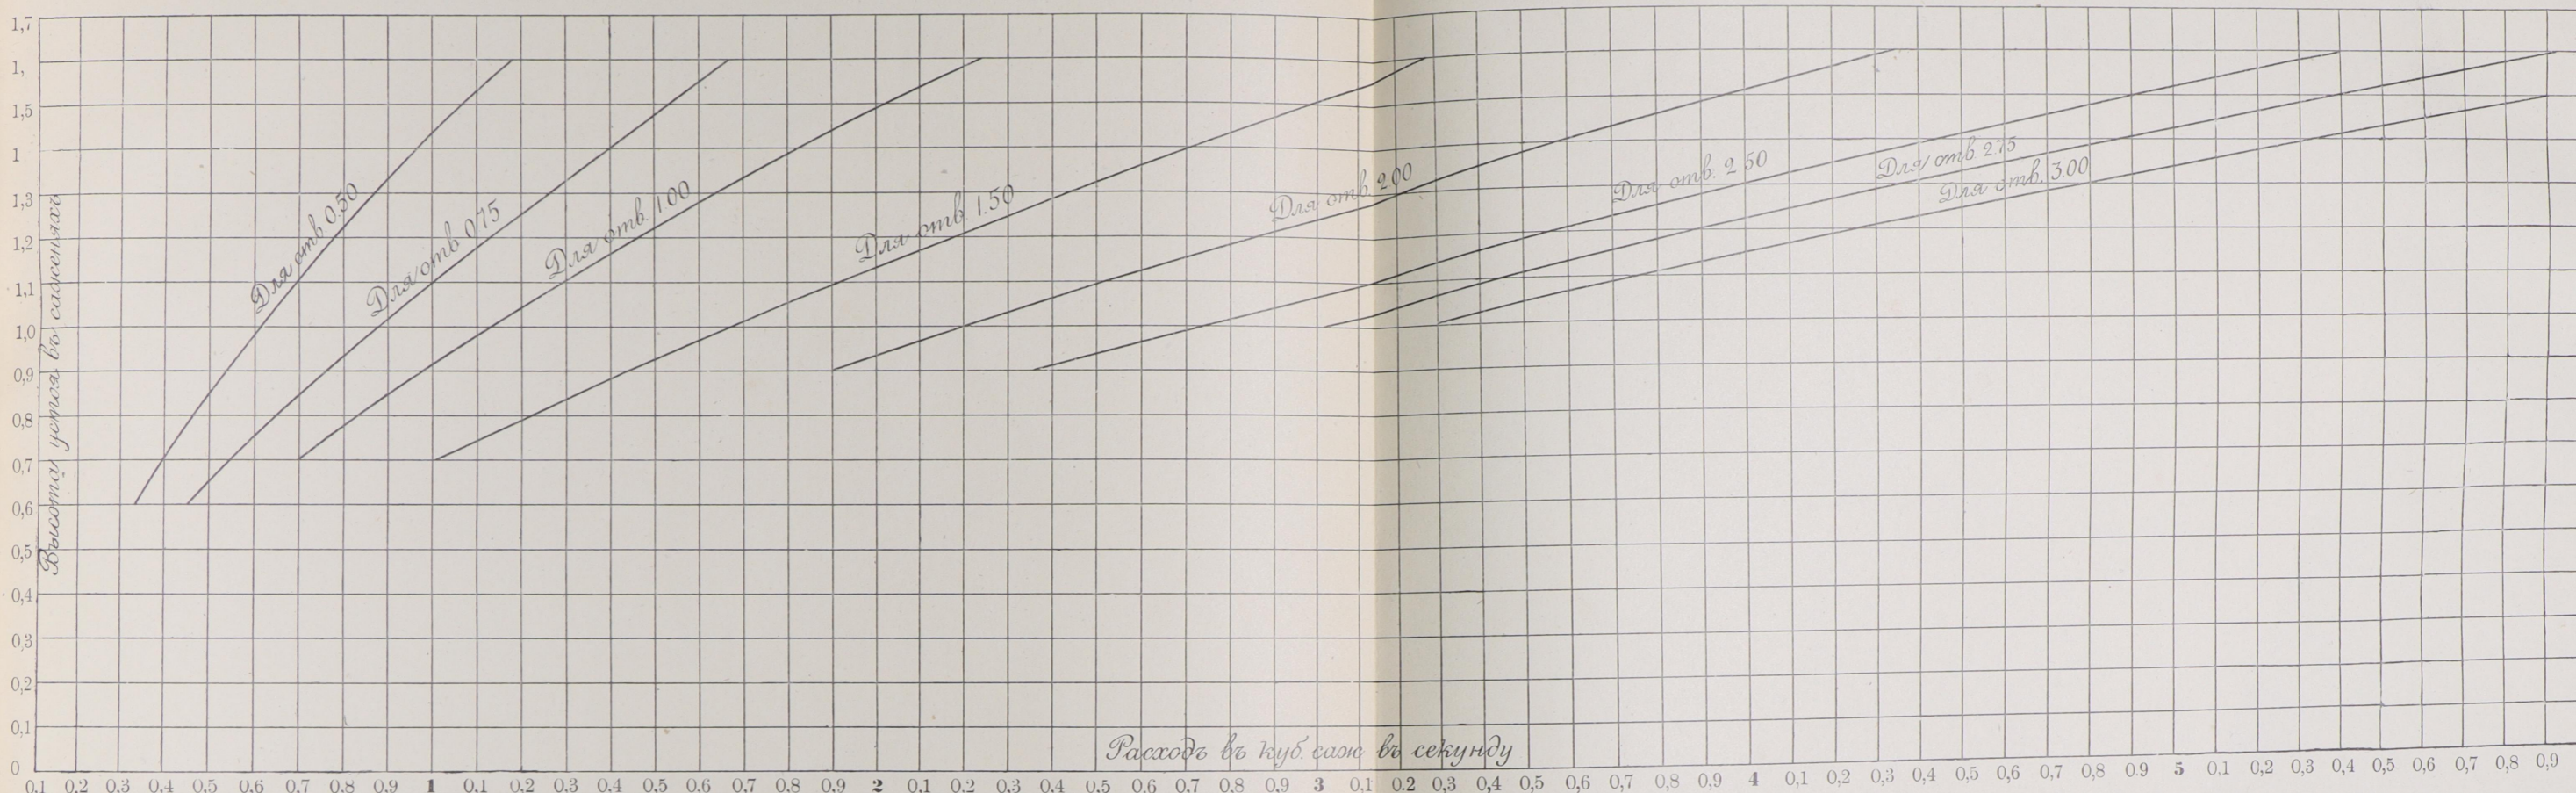 1,7
1,
1,5
1
1,3
1,2
1,1
1,0
0,9
0,8
0,7
0,6
0,5
0,4
0,3
0,2
0,1
0
Высота устоя въ саженяхъ
Для отв. 0.50
Для отв. 0.75
Для отв. 1.00
Для отв. 1.50
Для отв. 2.00
Для отв. 2.50
Для отв. 2.75
Для отв. 3.00
Расходъ въ куб. саж. въ секунду
0,1 0,2 0,3 0,4 0,5 0,6 0,7 0,8 0,9 1 0,1 0,2 0,3 0,4 0,5 0,6 0,7 0,8 0,9 2 0,1 0,2 0,3 0,4 0,5 0,6 0,7 0,8 0,9 3 0,1 0.2 0,3 0,4 0,5 0,6 0,7 0,8 0,9 4 0,1 0,2 0,3 0,4 0,5 0,6 0,7 0,8 0.9 5 0.1 0,2 0,3 0,4 0,5 0,6 0,7 0,8 0,9